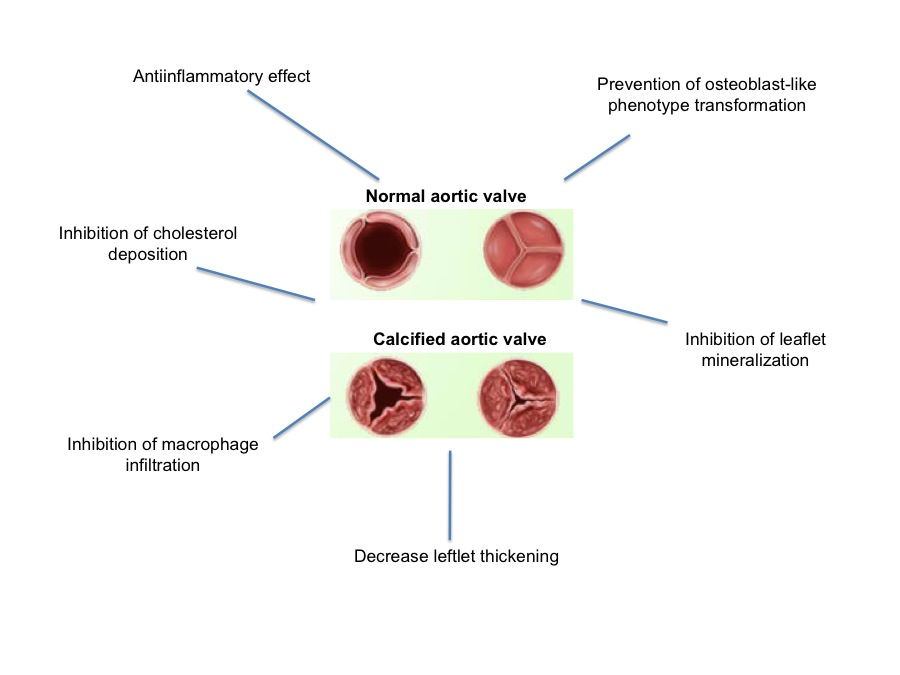 Antiinflammatory effect
Prevention of osteoblast-like
phenotype transformation
Normal aortic valve
Inhibition of cholesterol
deposition
Calcified aortic valve
Inhibition of leaflet
mineralization
Inhibition of macrophage
infiltration
Decrease leftlet thickening